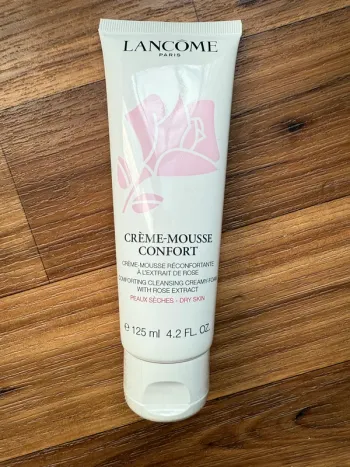 LANCÔME
PARIS
CRÈME-MOUSSE
CONFORT
CRÈME-MOUSSE RÉCONFORTANTE
À L'EXTRAIT DE ROSE
COMFORTING CLEANSING CREAMY-FOAM
WITH ROSE EXTRACT
PEAUX SÈCHES - DRY SKIN
e 125 ml 4.2 FL. OZ.